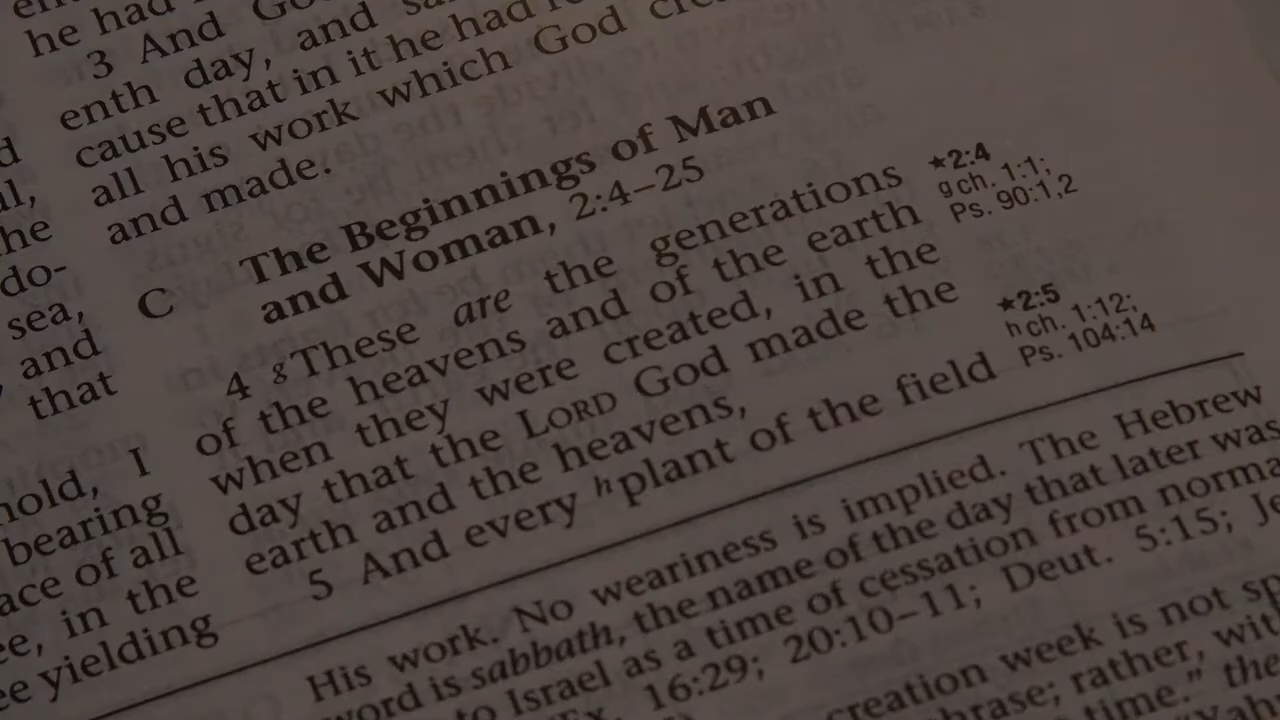 he had
3 And
enth day, and
cause that in it he had
all his work which God
and made.
C The Beginnings of Man
and Woman, 2:4–25
4 gThese are the generations
of the heavens and of the earth
when they were created, in the
day that the LORD God made the
earth and the heavens,
5 And every hplant of the field
★2:4
g ch. 1:1;
Ps. 90:1,2
★2:5
h ch. 1:12;
Ps. 104:14
he
do-
sea,
and
that
hold, I
bearing
ace of all
ee, in the
ee yielding
His work. No weariness is implied. The Hebrew
word is sabbath, the name of the day that later was
to Israel as a time of cessation from norma
16:29; 20:10–11; Deut. 5:15; Je
creation week is not sp
phrase; rather, wit
time." the